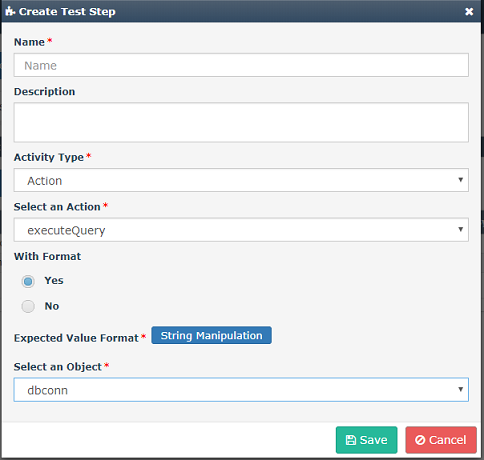 Create Test Step
Name *
Name
Description
Activity Type *
Action
Select an Action *
executeQuery
With Format
Yes
No
Expected Value Format * String Manipulation
Select an Object *
dbconn
Save Cancel